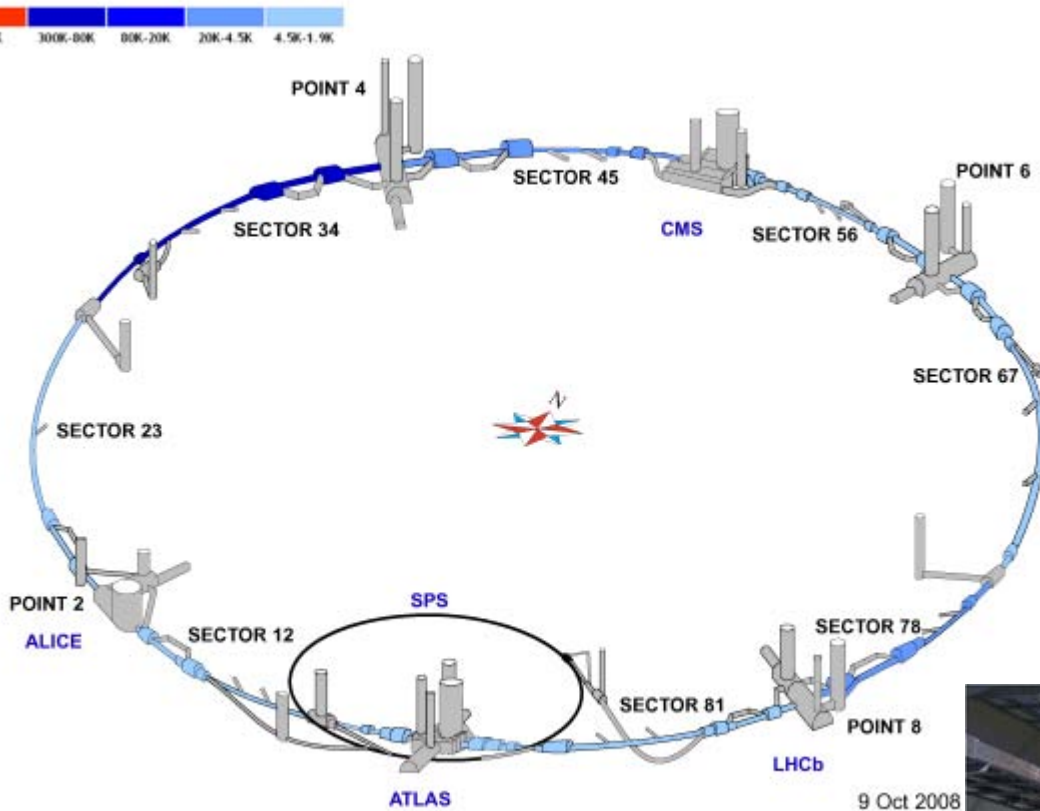 300K-80K 80K-20K 20K-4.5K 4.5K-1.9K
POINT 4
POINT 6
SECTOR 45
SECTOR 34
CMS
SECTOR 56
SECTOR 67
SECTOR 23
SPS
POINT 2
ALICE
SECTOR 12
SECTOR 78
SECTOR 81
POINT 8
LHCb
ATLAS
9 Oct 2008
N